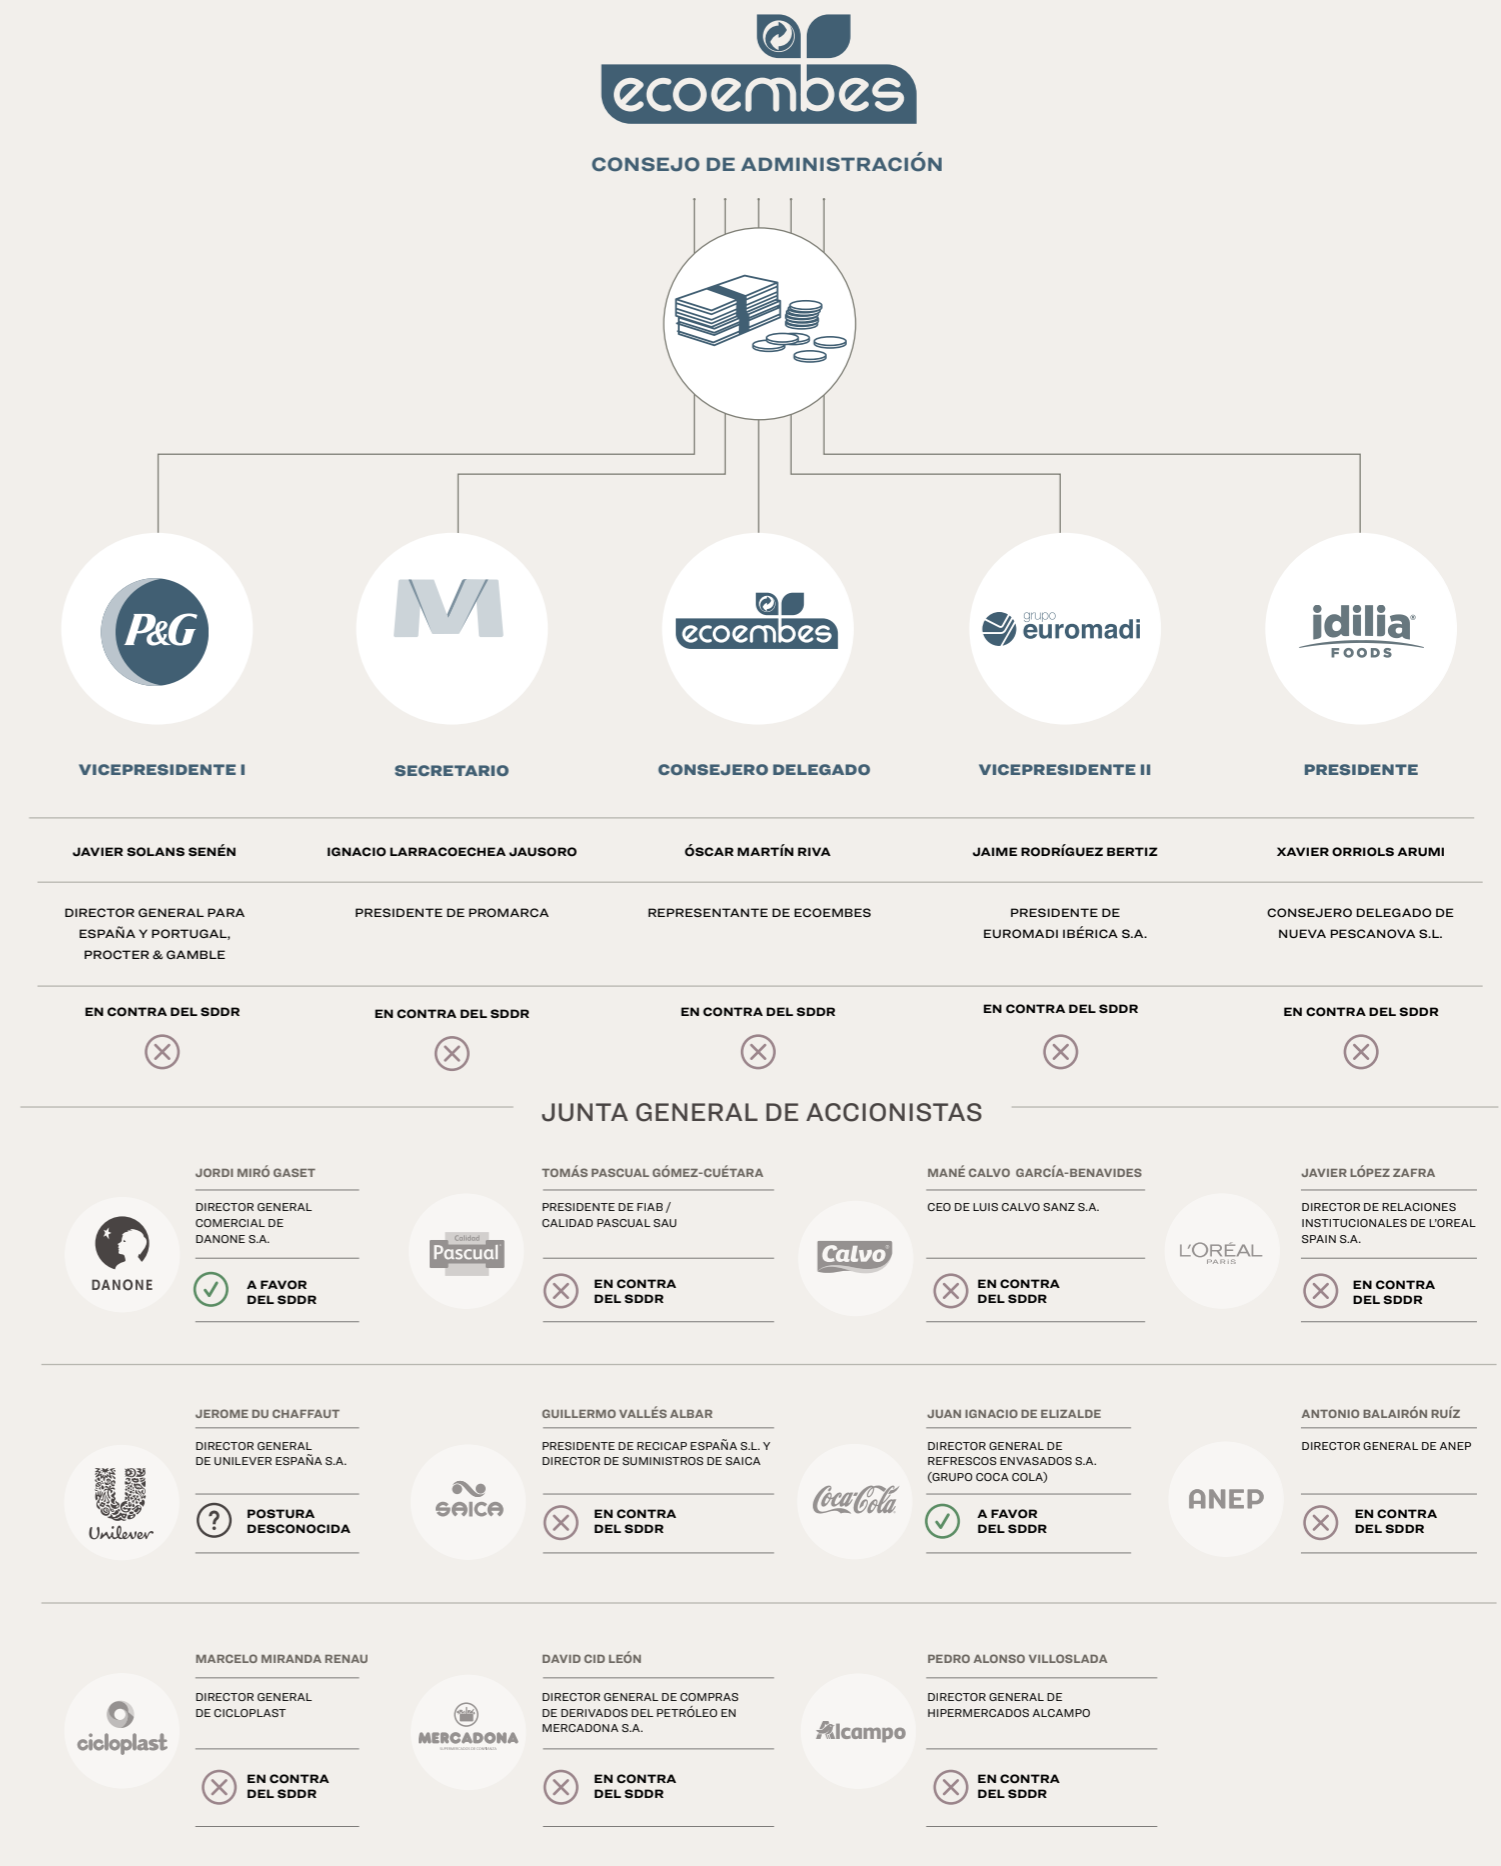 ecoembes
CONSEJO DE ADMINISTRACIÓN
P&G
M
ecoembes
grupo
euromadi
idilia®
FOODS
VICEPRESIDENTE I
SECRETARIO
CONSEJERO DELEGADO
VICEPRESIDENTE II
PRESIDENTE
JAVIER SOLANS SENÉN
IGNACIO LARRACOECHEA JAUSORO
ÓSCAR MARTÍN RIVA
JAIME RODRÍGUEZ BERTIZ
XAVIER ORRIOLS ARUMI
DIRECTOR GENERAL PARA
ESPAÑA Y PORTUGAL,
PROCTER & GAMBLE
PRESIDENTE DE PROMARCA
REPRESENTANTE DE ECOEMBES
PRESIDENTE DE
EUROMADI IBÉRICA S.A.
CONSEJERO DELEGADO DE
NUEVA PESCANOVA S.L.
EN CONTRA DEL SDDR
EN CONTRA DEL SDDR
EN CONTRA DEL SDDR
EN CONTRA DEL SDDR
EN CONTRA DEL SDDR
JUNTA GENERAL DE ACCIONISTAS
DANONE
JORDI MIRÓ GASET
DIRECTOR GENERAL
COMERCIAL DE
DANONE S.A.
A FAVOR
DEL SDDR
Calidad
Pascual
TOMÁS PASCUAL GÓMEZ-CUÉTARA
PRESIDENTE DE FIAB /
CALIDAD PASCUAL SAU
EN CONTRA
DEL SDDR
Calvo
MANÉ CALVO GARCÍA-BENAVIDES
CEO DE LUIS CALVO SANZ S.A.
EN CONTRA
DEL SDDR
L'ORÉAL
PARIS
JAVIER LÓPEZ ZAFRA
DIRECTOR DE RELACIONES
INSTITUCIONALES DE L'OREAL
SPAIN S.A.
EN CONTRA
DEL SDDR
Unilever
JEROME DU CHAFFAUT
DIRECTOR GENERAL
DE UNILEVER ESPAÑA S.A.
?
POSTURA
DESCONOCIDA
SAICA
GUILLERMO VALLÉS ALBAR
PRESIDENTE DE RECICAP ESPAÑA S.L. Y
DIRECTOR DE SUMINISTROS DE SAICA
EN CONTRA
DEL SDDR
Coca-Cola
JUAN IGNACIO DE ELIZALDE
DIRECTOR GENERAL DE
REFRESCOS ENVASADOS S.A.
(GRUPO COCA COLA)
A FAVOR
DEL SDDR
ANEP
ANTONIO BALAIRÓN RUÍZ
DIRECTOR GENERAL DE ANEP
EN CONTRA
DEL SDDR
cicloplast
MARCELO MIRANDA RENAU
DIRECTOR GENERAL
DE CICLOPLAST
EN CONTRA
DEL SDDR
MERCADONA
DAVID CID LEÓN
DIRECTOR GENERAL DE COMPRAS
DE DERIVADOS DEL PETRÓLEO EN
MERCADONA S.A.
EN CONTRA
DEL SDDR
Alcampo
PEDRO ALONSO VILLOSLADA
DIRECTOR GENERAL DE
HIPERMERCADOS ALCAMPO
EN CONTRA
DEL SDDR